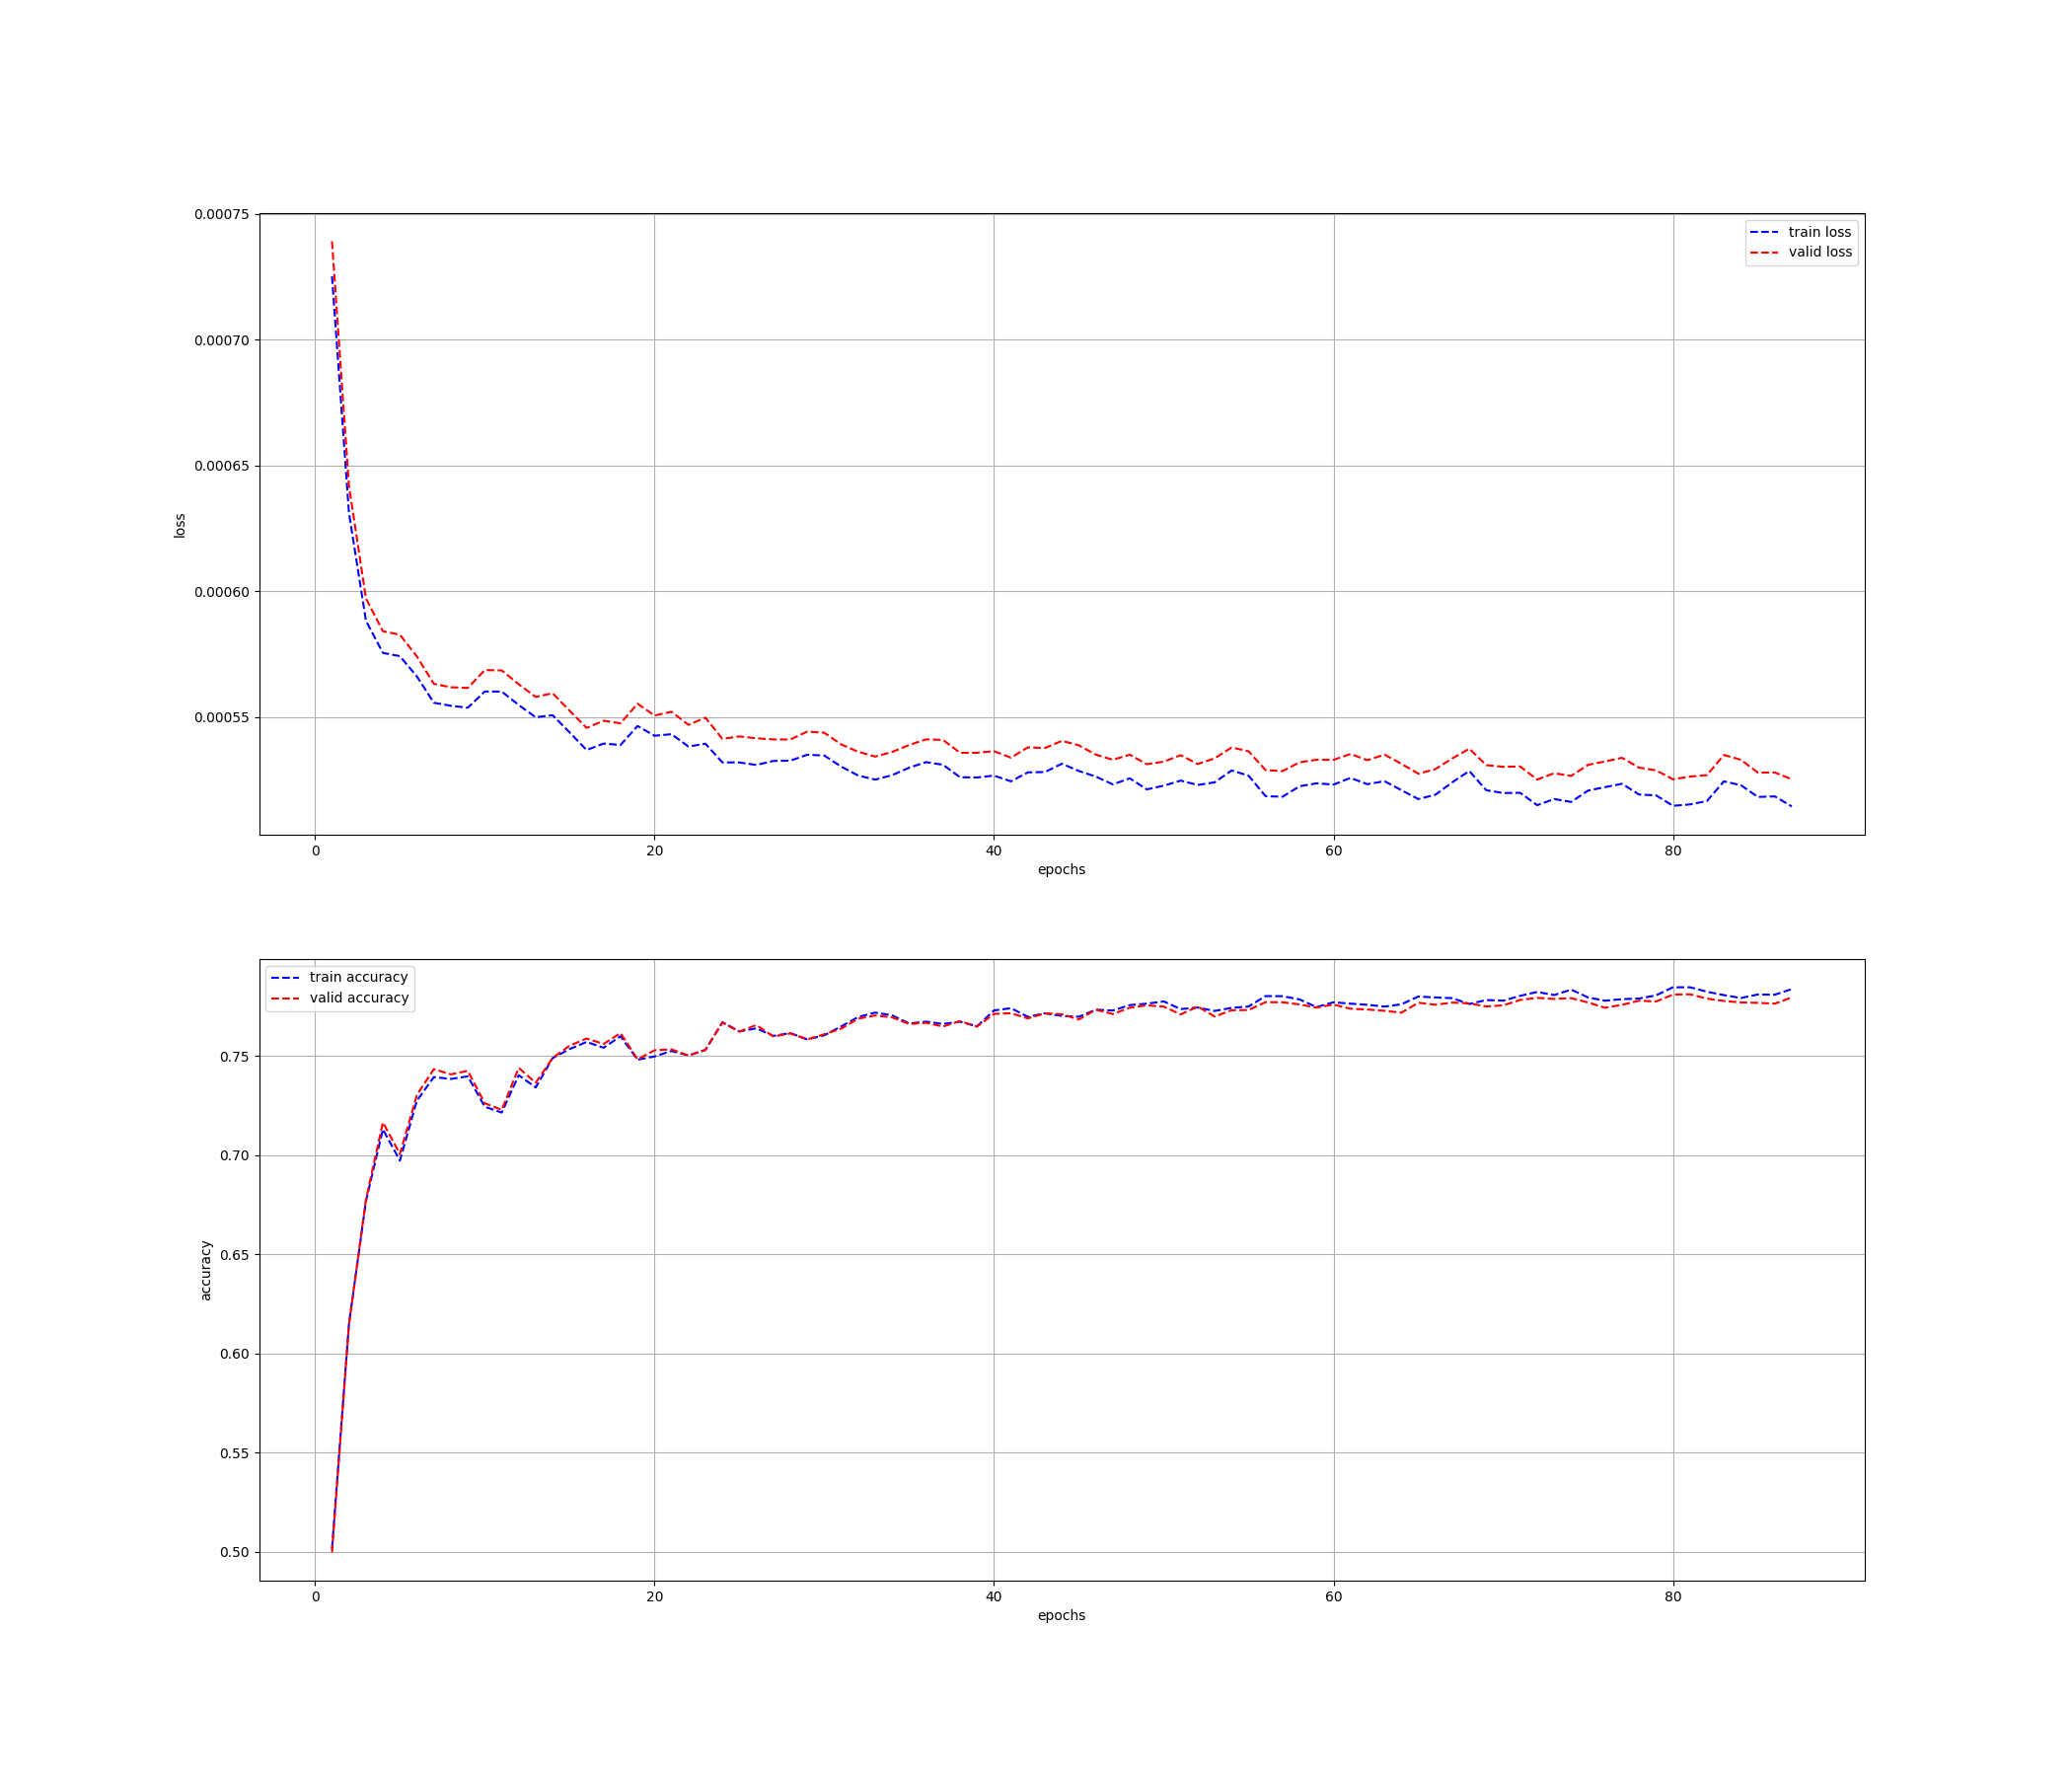 0.00075
0.00070
0.00065
0.00060
0.00055
loss
train loss
valid loss
0 20 40 60 80
epochs
train accuracy
valid accuracy
0.75
0.70
0.65
0.60
0.55
0.50
accuracy
0 20 40 60 80
epochs